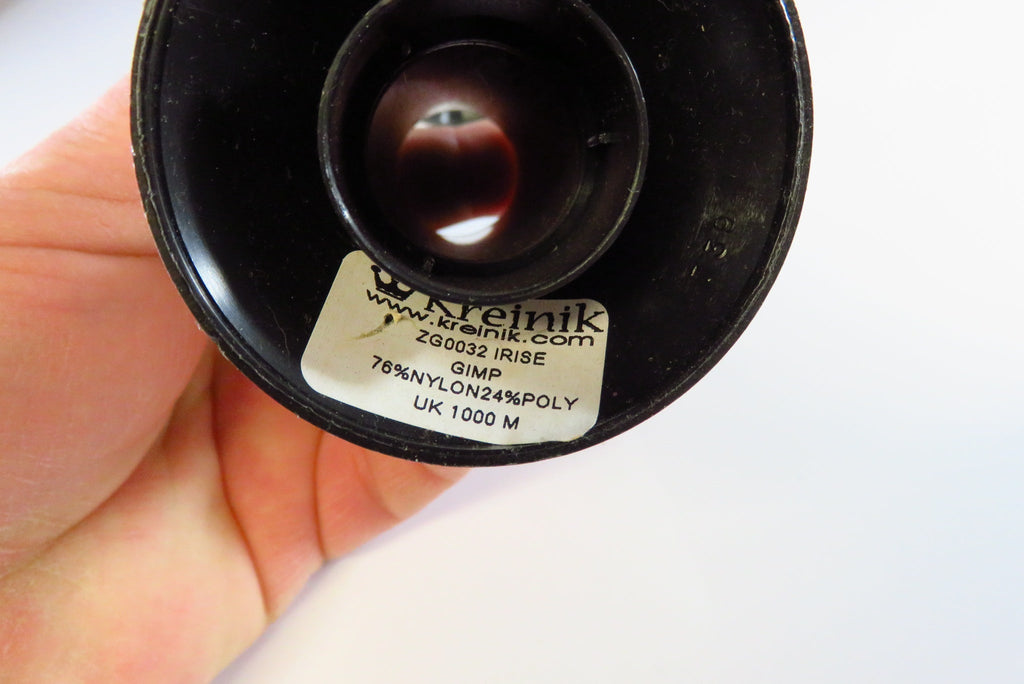 Kreinik
www.kreinik.com
ZG0032 IRISE
GIMP
76%NYLON24%POLY
UK 1000 M